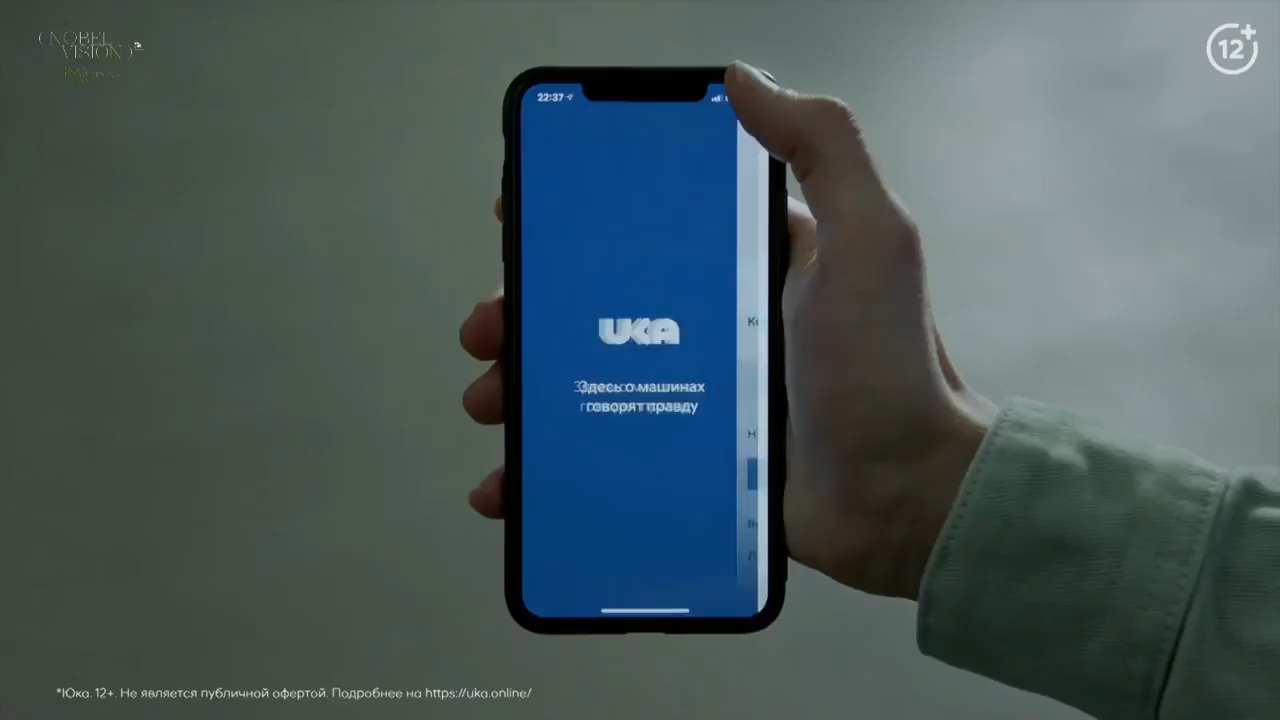 (NOBEL
VISION)
12+
22:37
UKA
Здесь о машинах
говорят правду
*Юка. 12+. Не является публичной офертой. Подробнее на https://uka.online/